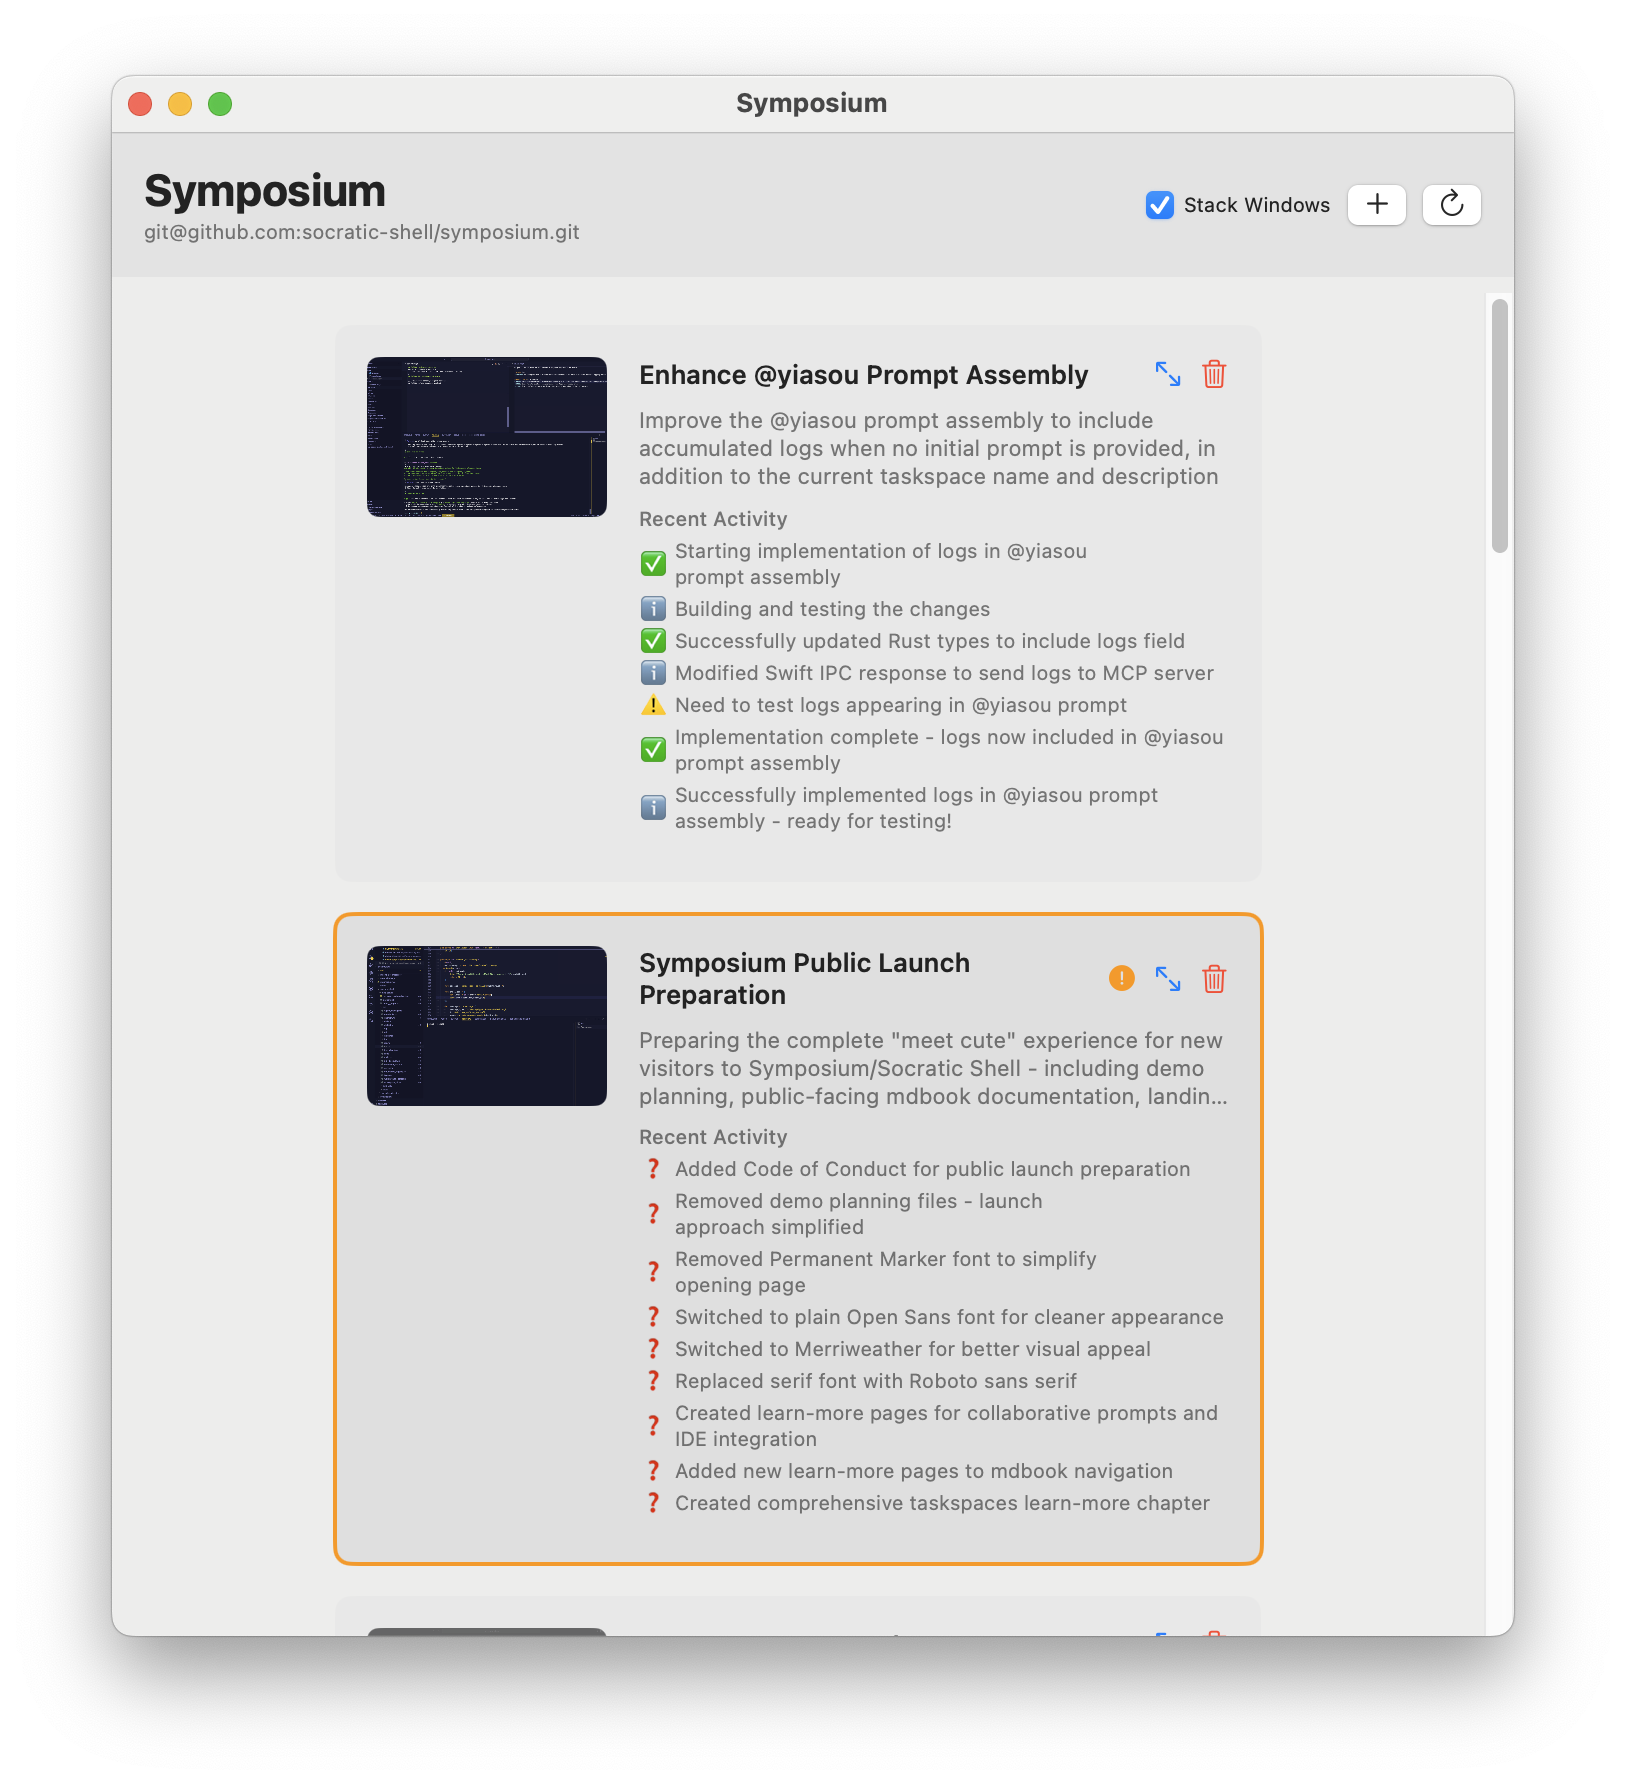 Symposium
Symposium
git@github.com:socratic-shell/symposium.git
Stack Windows
Enhance @yiasou Prompt Assembly
Improve the @yiasou prompt assembly to include
accumulated logs when no initial prompt is provided, in
addition to the current taskspace name and description
Recent Activity
✅ Starting implementation of logs in @yiasou
prompt assembly
ℹ️ Building and testing the changes
✅ Successfully updated Rust types to include logs field
ℹ️ Modified Swift IPC response to send logs to MCP server
⚠️ Need to test logs appearing in @yiasou prompt
✅ Implementation complete - logs now included in @yiasou
prompt assembly
ℹ️ Successfully implemented logs in @yiasou prompt
assembly - ready for testing!
Symposium Public Launch
Preparation
Preparing the complete "meet cute" experience for new
visitors to Symposium/Socratic Shell - including demo
planning, public-facing mdbook documentation, landin...
Recent Activity
❓ Added Code of Conduct for public launch preparation
❓ Removed demo planning files - launch
approach simplified
❓ Removed Permanent Marker font to simplify
opening page
❓ Switched to plain Open Sans font for cleaner appearance
❓ Switched to Merriweather for better visual appeal
❓ Replaced serif font with Roboto sans serif
❓ Created learn-more pages for collaborative prompts and
IDE integration
❓ Added new learn-more pages to mdbook navigation
❓ Created comprehensive taskspaces learn-more chapter